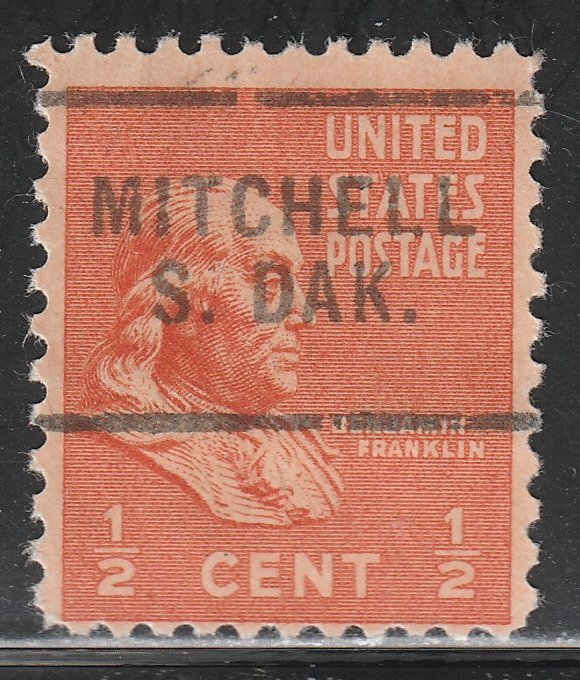 UNITED
STATES
POSTAGE
MITCHELL
S. DAK.
BENJAMIN
FRANKLIN
1/2 CENT 1/2